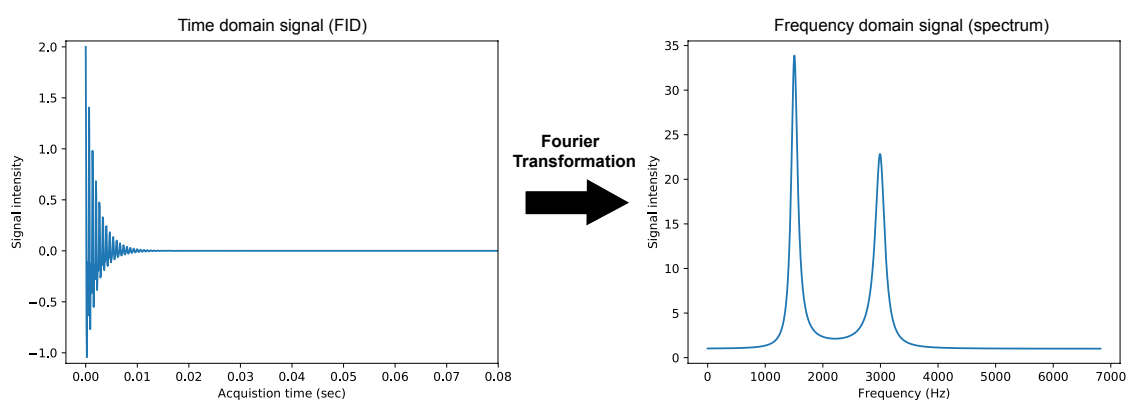 Time domain signal (FID)
Signal intensity
2.0
1.5
1.0
0.5
0.0
−0.5
−1.0
0.00 0.01 0.02 0.03 0.04 0.05 0.06 0.07 0.08
Acquistion time (sec)
Fourier
Transformation
Frequency domain signal (spectrum)
Signal intensity
35
30
25
20
15
10
5
0
0 1000 2000 3000 4000 5000 6000 7000
Frequency (Hz)